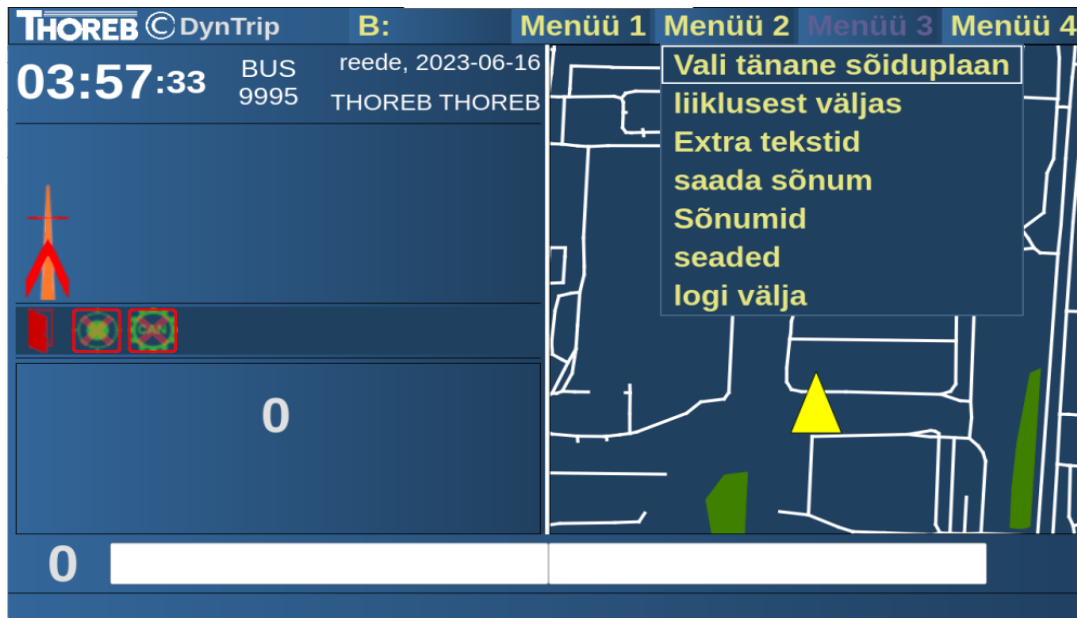 THOREB © DynTrip B: Menüü 1 Menüü 2 Menüü 3 Menüü 4
03:57:33
BUS
9995
reede, 2023-06-16
THOREB THOREB
Vali tänane sõiduplaan
liiklusest väljas
Extra tekstid
saada sõnum
Sõnumid
seaded
logi välja
CAN
0
0